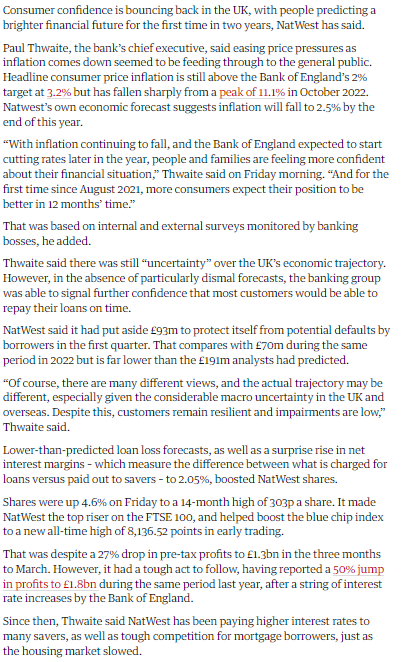 Consumer confidence is bouncing back in the UK, with people predicting a
brighter financial future for the first time in two years, NatWest has said.
Paul Thwaite, the bank's chief executive, said easing price pressures as
inflation comes down seemed to be feeding through to the general public.
Headline consumer price inflation is still above the Bank of England's 2%
target at 3.2% but has fallen sharply from a peak of 11.1% in October 2022.
Natwest's own economic forecast suggests inflation will fall to 2.5% by the
end of this year.
“With inflation continuing to fall, and the Bank of England expected to start
cutting rates later in the year, people and families are feeling more confident
about their financial situation,” Thwaite said on Friday morning. “And for the
first time since August 2021, more consumers expect their position to be
better in 12 months' time.”
That was based on internal and external surveys monitored by banking
bosses, he added.
Thwaite said there was still “uncertainty” over the UK's economic trajectory.
However, in the absence of particularly dismal forecasts, the banking group
was able to signal further confidence that most customers would be able to
repay their loans on time.
NatWest said it had put aside £93m to protect itself from potential defaults by
borrowers in the first quarter. That compares with £70m during the same
period in 2022 but is far lower than the £191m analysts had predicted.
“Of course, there are many different views, and the actual trajectory may be
different, especially given the considerable macro uncertainty in the UK and
overseas. Despite this, customers remain resilient and impairments are low,”
Thwaite said.
Lower-than-predicted loan loss forecasts, as well as a surprise rise in net
interest margins – which measure the difference between what is charged for
loans versus paid out to savers – to 2.05%, boosted NatWest shares.
Shares were up 4.6% on Friday to a 14-month high of 303p a share. It made
NatWest the top riser on the FTSE 100, and helped boost the blue chip index
to a new all-time high of 8,136.52 points in early trading.
That was despite a 27% drop in pre-tax profits to £1.3bn in the three months
to March. However, it had a tough act to follow, having reported a 50% jump
in profits to £1.8bn during the same period last year, after a string of interest
rate increases by the Bank of England.
Since then, Thwaite said NatWest has been paying higher interest rates to
many savers, as well as tough competition for mortgage borrowers, just as
the housing market slowed.